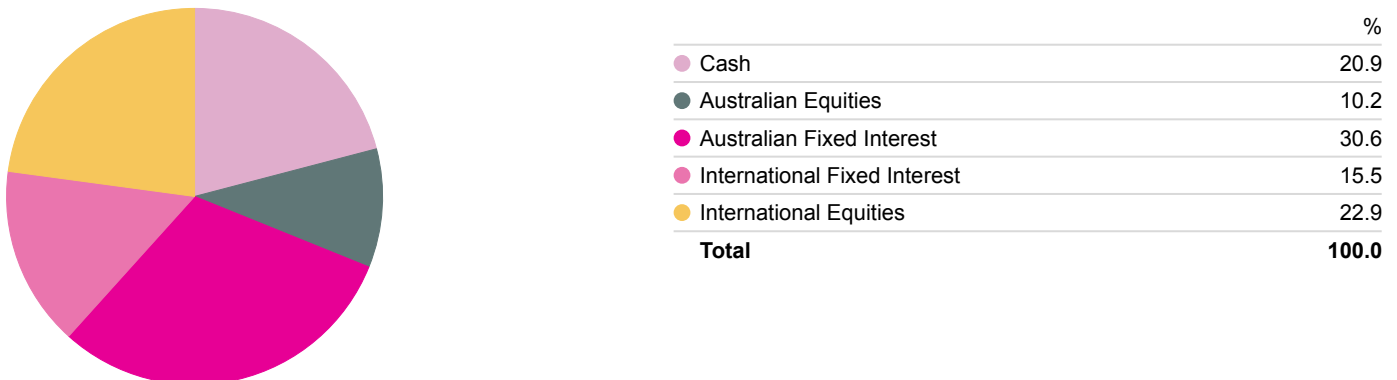 %
Cash 20.9
Australian Equities 10.2
Australian Fixed Interest 30.6
International Fixed Interest 15.5
International Equities 22.9
Total 100.0